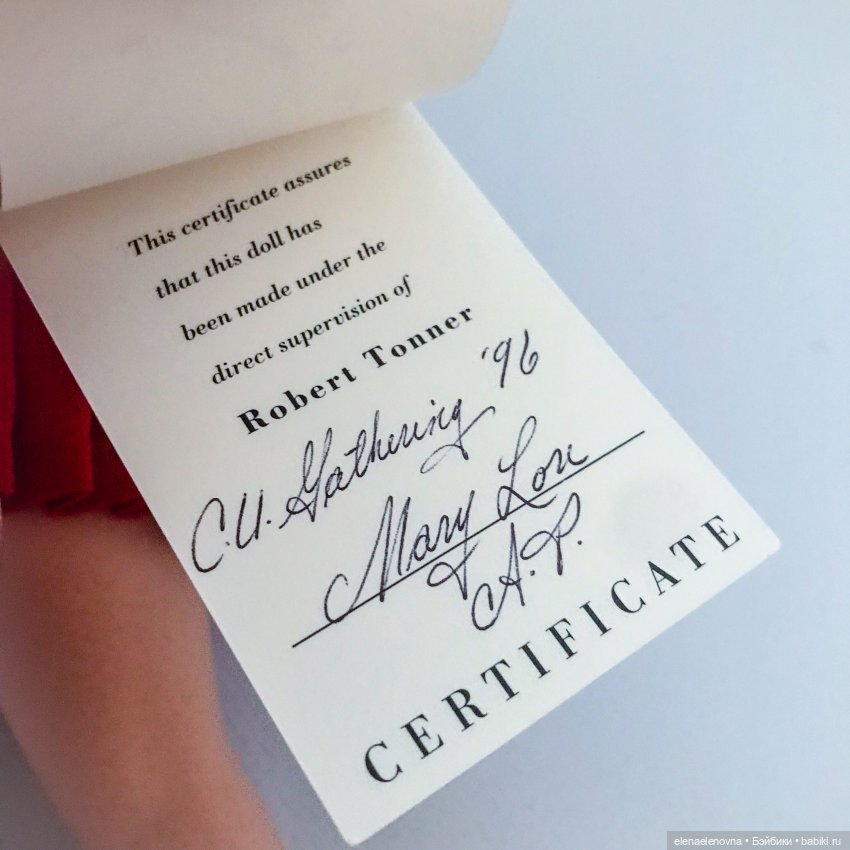 This certificate assures
that this doll has
been made under the
direct supervision of
Robert Tonner
C.U. Gathering '96
Mary Lou
A.P.
CERTIFICATE
elenaelenovna • Бэйбики • babiki.ru